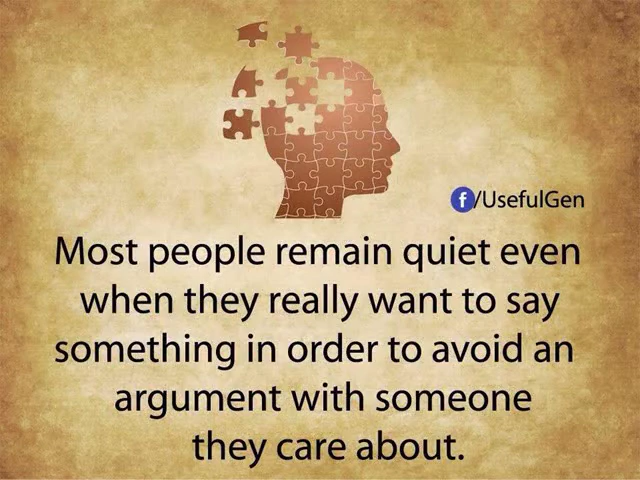 f/UsefulGen
Most people remain quiet even
when they really want to say
something in order to avoid an
argument with someone
they care about.